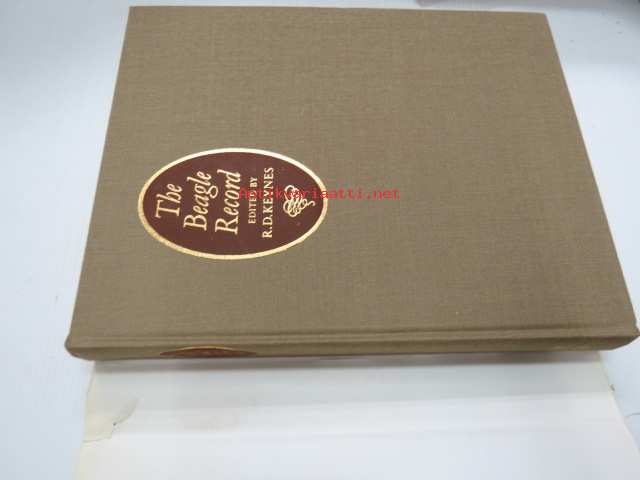 The
Beagle
Record
EDITED BY
R.D.KEYNES
antikvariaatti.net